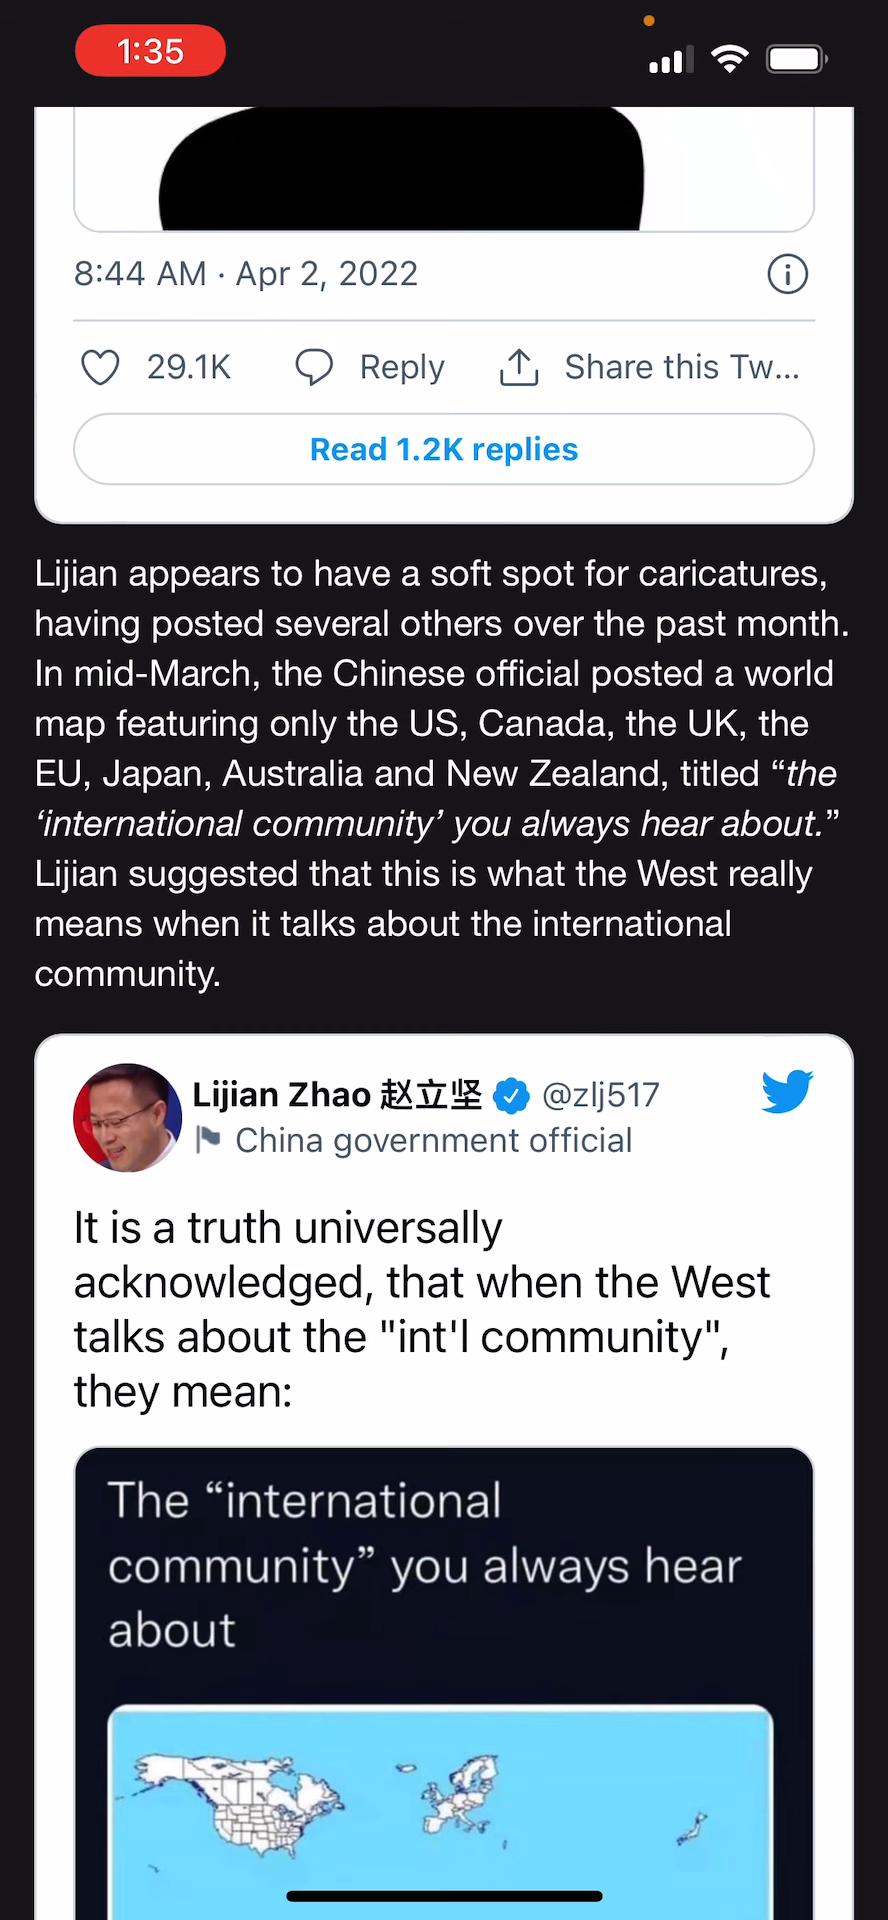 1:35
8:44 AM · Apr 2, 2022
29.1K Reply Share this Tw...
Read 1.2K replies
Lijian appears to have a soft spot for caricatures,
having posted several others over the past month.
In mid-March, the Chinese official posted a world
map featuring only the US, Canada, the UK, the
EU, Japan, Australia and New Zealand, titled “the
‘international community’ you always hear about.”
Lijian suggested that this is what the West really
means when it talks about the international
community.
Lijian Zhao 赵立坚 @zlj517
China government official
It is a truth universally
acknowledged, that when the West
talks about the "int'l community",
they mean:
The “international
community” you always hear
about